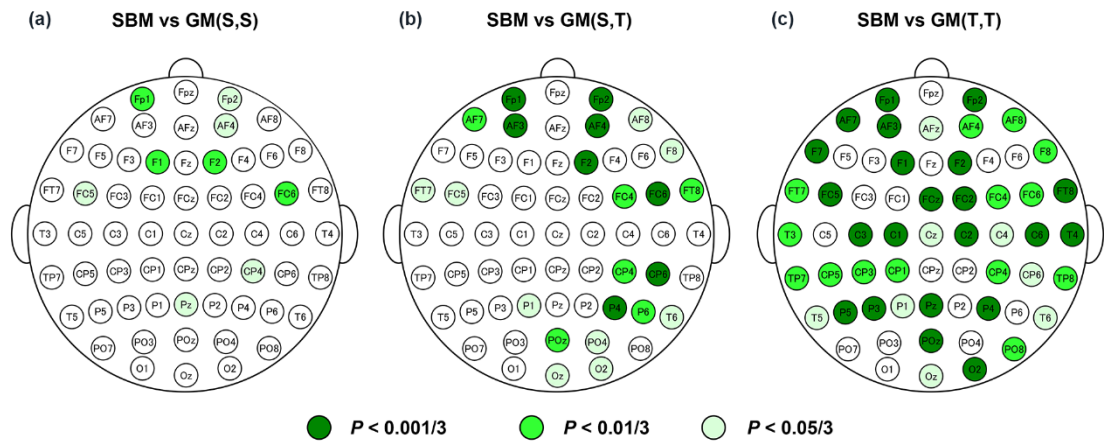 (a) SBM vs GM(S,S)
Fpz
Fp1 Fp2
AF7 AF3 AFz AF4 AF8
F7 F5 F3 F1 Fz F2 F4 F6 F8
FT7 FC5 FC3 FC1 FCz FC2 FC4 FC6 FT8
T3 C5 C3 C1 Cz C2 C4 C6 T4
TP7 CP5 CP3 CP1 CPz CP2 CP4 CP6 TP8
T5 P5 P3 P1 Pz P2 P4 P6 T6
PO7 PO3 POz PO4 PO8
O1 Oz O2
(b) SBM vs GM(S,T)
Fpz
Fp1 Fp2
AF7 AF3 AFz AF4 AF8
F7 F5 F3 F1 Fz F2 F4 F6 F8
FT7 FC5 FC3 FC1 FCz FC2 FC4 FC6 FT8
T3 C5 C3 C1 Cz C2 C4 C6 T4
TP7 CP5 CP3 CP1 CPz CP2 CP4 CP6 TP8
T5 P5 P3 P1 Pz P2 P4 P6 T6
PO7 PO3 POz PO4 PO8
O1 Oz O2
(c) SBM vs GM(T,T)
Fpz
Fp1 Fp2
AF7 AF3 AFz AF4 AF8
F7 F5 F3 F1 Fz F2 F4 F6 F8
FT7 FC5 FC3 FC1 FCz FC2 FC4 FC6 FT8
T3 C5 C3 C1 Cz C2 C4 C6 T4
TP7 CP5 CP3 CP1 CPz CP2 CP4 CP6 TP8
T5 P5 P3 P1 Pz P2 P4 P6 T6
PO7 PO3 POz PO4 PO8
O1 Oz O2
P < 0.001/3 P < 0.01/3 P < 0.05/3